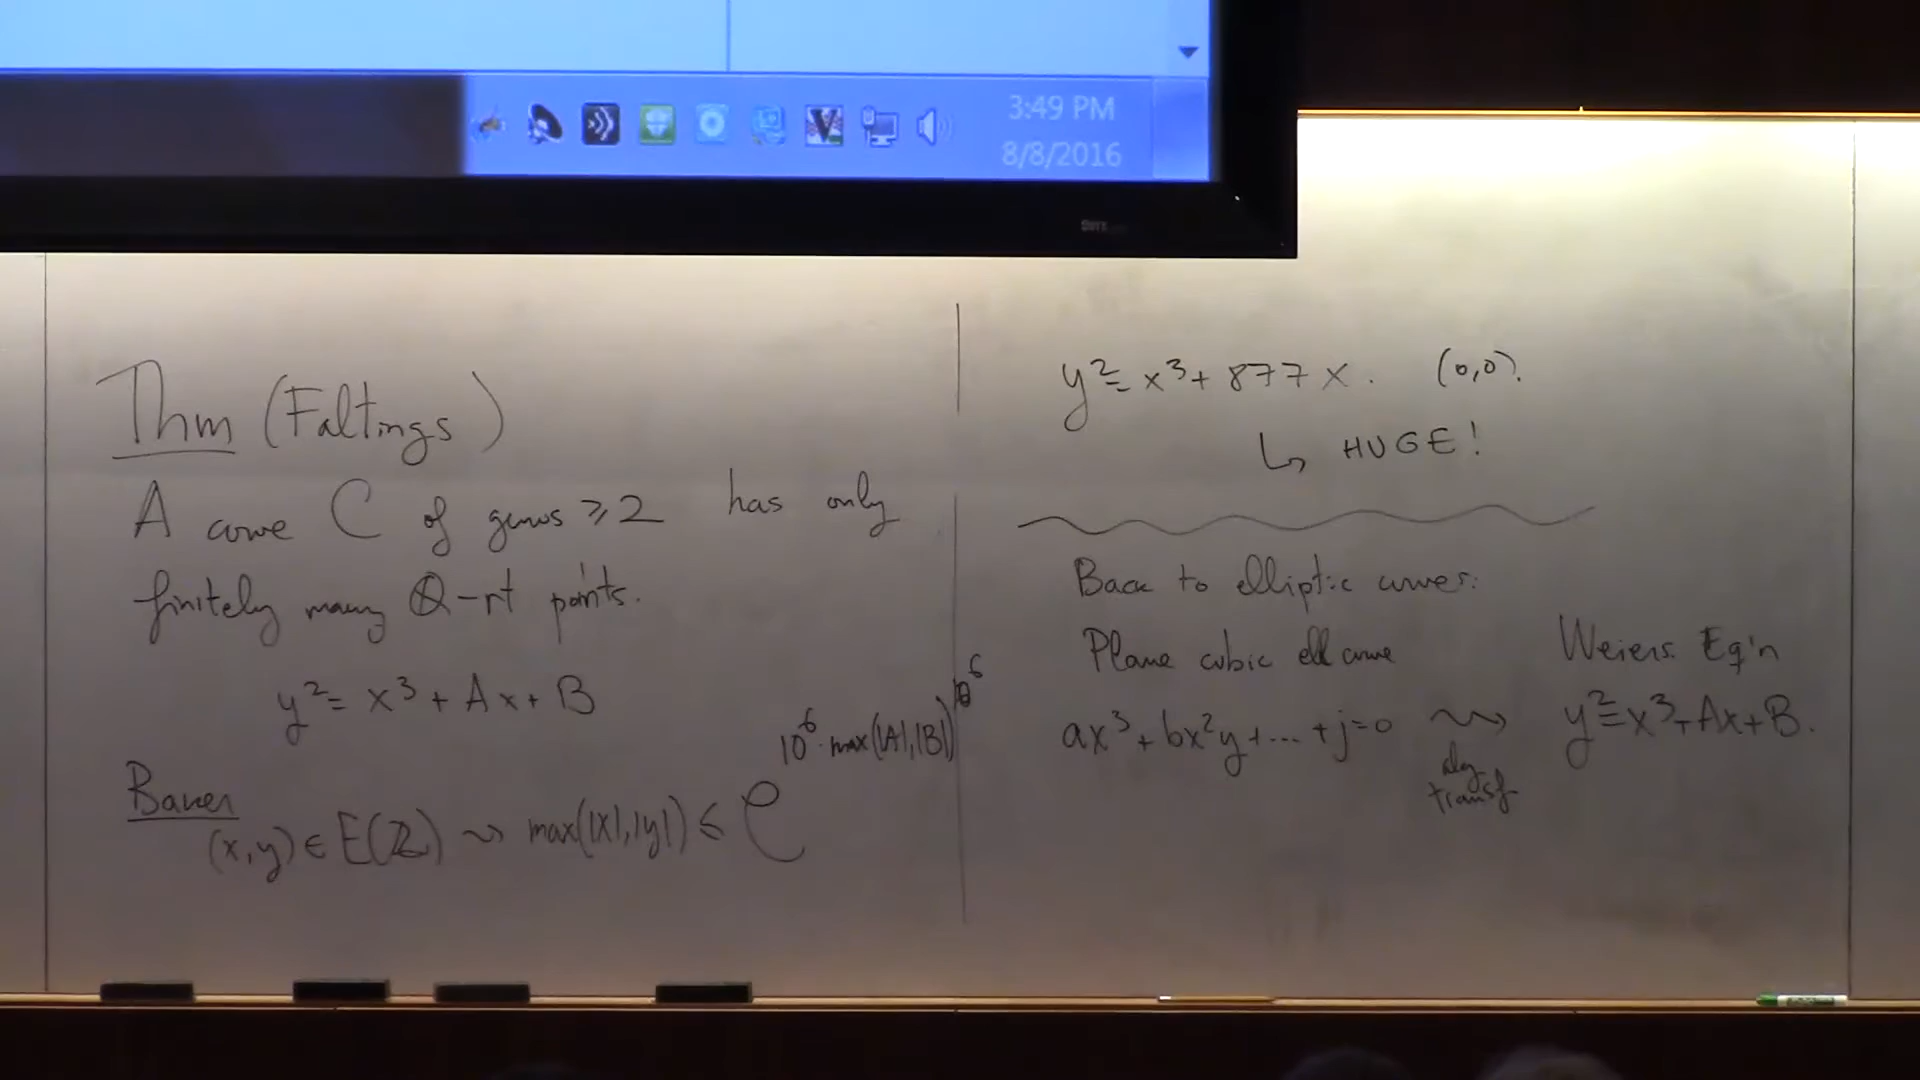 3:49 PM
8/8/2016
Thm (Faltings)
A curve C of genus ≥ 2 has only
finitely many Q-rt points.
y² = x³ + Ax + B
Baker
(x,y) ∈ E(Z) ⇝ max(|x|,|y|) ≤ e^{10⁶·max(|A|,|B|)^{10⁶}}
y² = x³ + 877x. (0,0).
↳ HUGE!
Back to elliptic curves:
Plane cubic ell curve
Weiers. Eq'n
ax³ + bx²y + ... + j = 0 ⇝ y² = x³ + Ax + B.
alg
transf